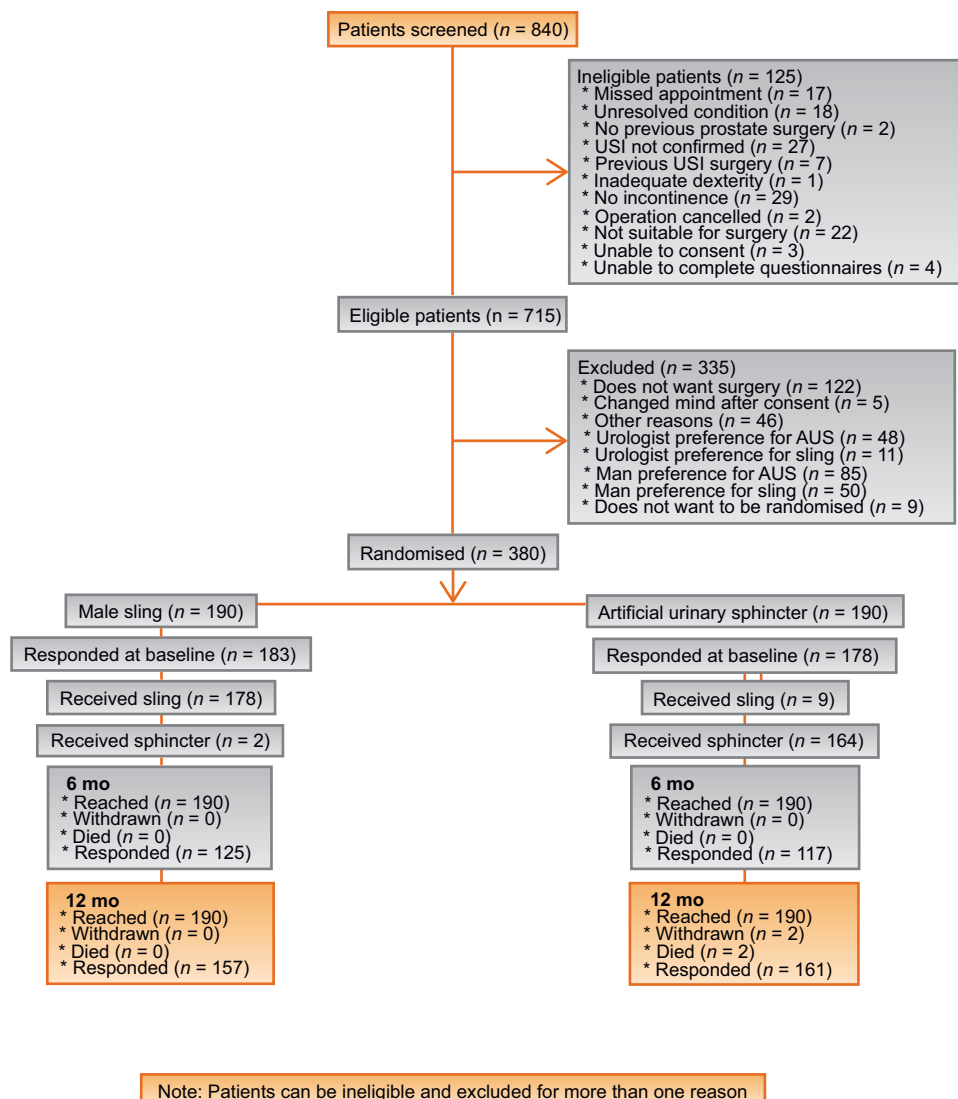 Patients screened (n = 840)
Ineligible patients (n = 125)
* Missed appointment (n = 17)
* Unresolved condition (n = 18)
* No previous prostate surgery (n = 2)
* USI not confirmed (n = 27)
* Previous USI surgery (n = 7)
* Inadequate dexterity (n = 1)
* No incontinence (n = 29)
* Operation cancelled (n = 2)
* Not suitable for surgery (n = 22)
* Unable to consent (n = 3)
* Unable to complete questionnaires (n = 4)
Eligible patients (n = 715)
Excluded (n = 335)
* Does not want surgery (n = 122)
* Changed mind after consent (n = 5)
* Other reasons (n = 46)
* Urologist preference for AUS (n = 48)
* Urologist preference for sling (n = 11)
* Man preference for AUS (n = 85)
* Man preference for sling (n = 50)
* Does not want to be randomised (n = 9)
Randomised (n = 380)
Male sling (n = 190)
Responded at baseline (n = 183)
Received sling (n = 178)
Received sphincter (n = 2)
6 mo
* Reached (n = 190)
* Withdrawn (n = 0)
* Died (n = 0)
* Responded (n = 125)
12 mo
* Reached (n = 190)
* Withdrawn (n = 0)
* Died (n = 0)
* Responded (n = 157)
Artificial urinary sphincter (n = 190)
Responded at baseline (n = 178)
Received sling (n = 9)
Received sphincter (n = 164)
6 mo
* Reached (n = 190)
* Withdrawn (n = 0)
* Died (n = 0)
* Responded (n = 117)
12 mo
* Reached (n = 190)
* Withdrawn (n = 2)
* Died (n = 2)
* Responded (n = 161)
Note: Patients can be ineligible and excluded for more than one reason